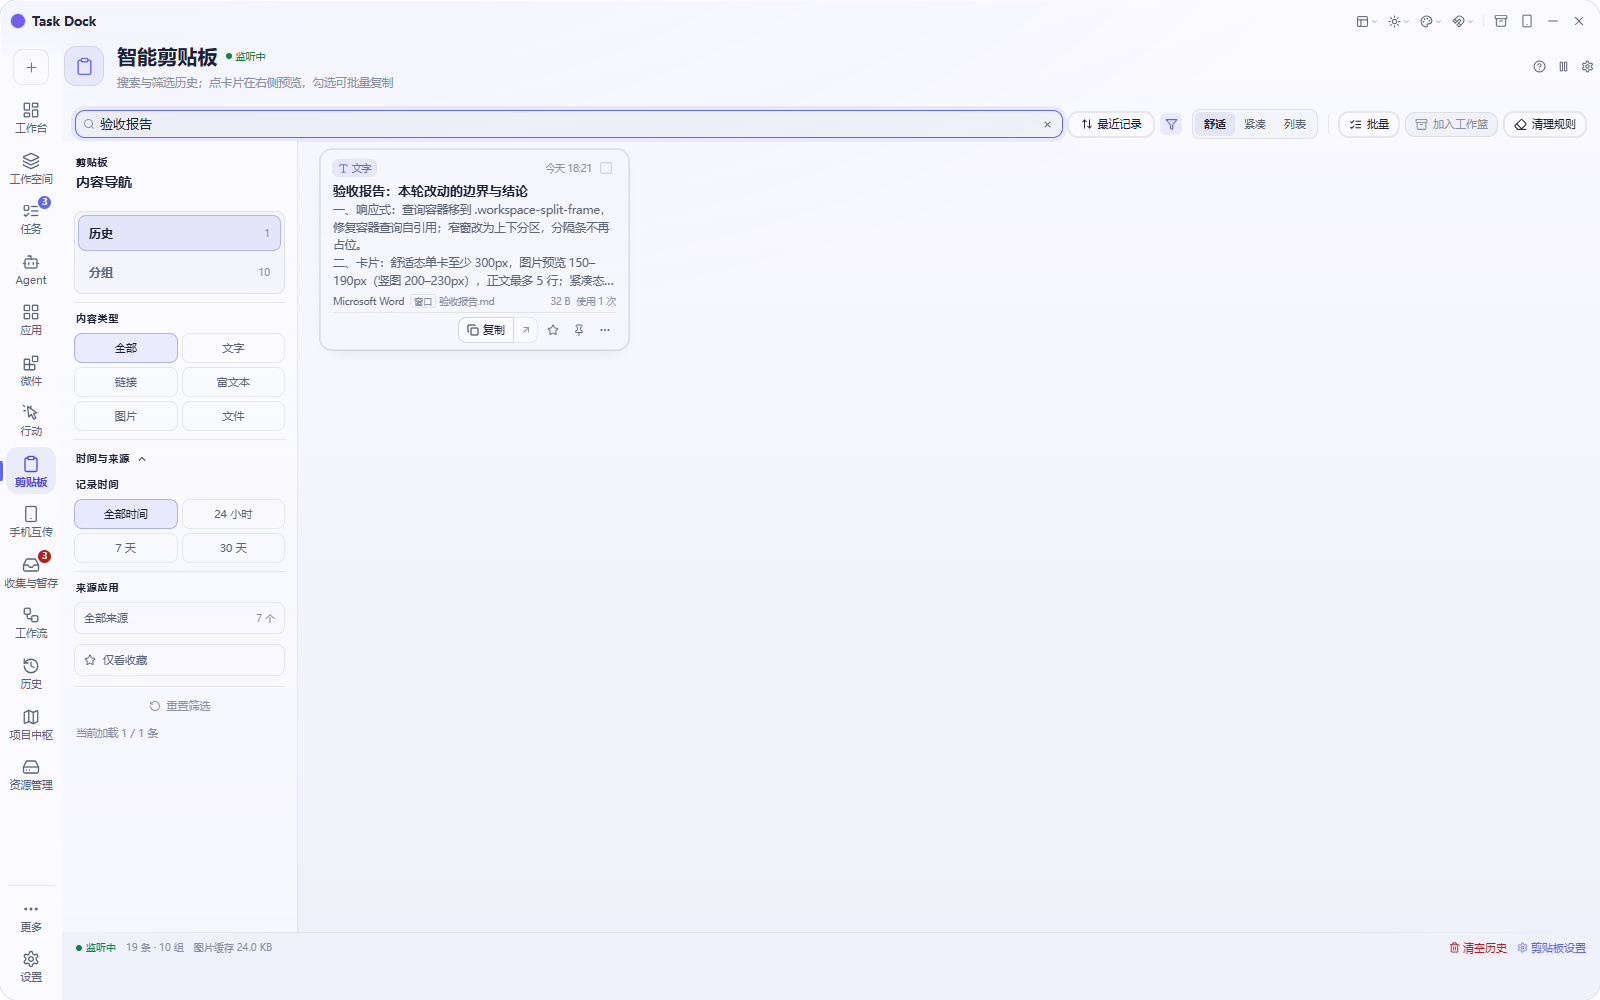 Task Dock
智能剪贴板
监听中
搜索与筛选历史；点卡片在右侧预览，勾选可批量复制
验收报告
最近记录
舒适
紧凑
列表
批量
加入工作篮
清理规则
工作台
工作空间
3
任务
Agent
应用
微件
行动
剪贴板
手机互传
3
收集与暂存
工作流
历史
项目中枢
资源管理
更多
设置
剪贴板
内容导航
历史 1
分组 10
内容类型
全部 文字
链接 富文本
图片 文件
时间与来源
记录时间
全部时间 24 小时
7 天 30 天
来源应用
全部来源 7 个
仅看收藏
重置筛选
当前加载 1 / 1 条
文字 今天 18:21
验收报告：本轮改动的边界与结论
一、响应式：查询容器移到 .workspace-split-frame，
修复容器查询自引用；窄窗改为上下分区，分隔条不再
占位。
二、卡片：舒适态单卡至少 300px，图片预览 150–
190px（竖图 200–230px），正文最多 5 行；紧凑态…
Microsoft Word 窗口 验收报告.md 32 B 使用 1 次
复制
监听中 19 条 · 10 组 图片缓存 24.0 KB
清空历史 剪贴板设置